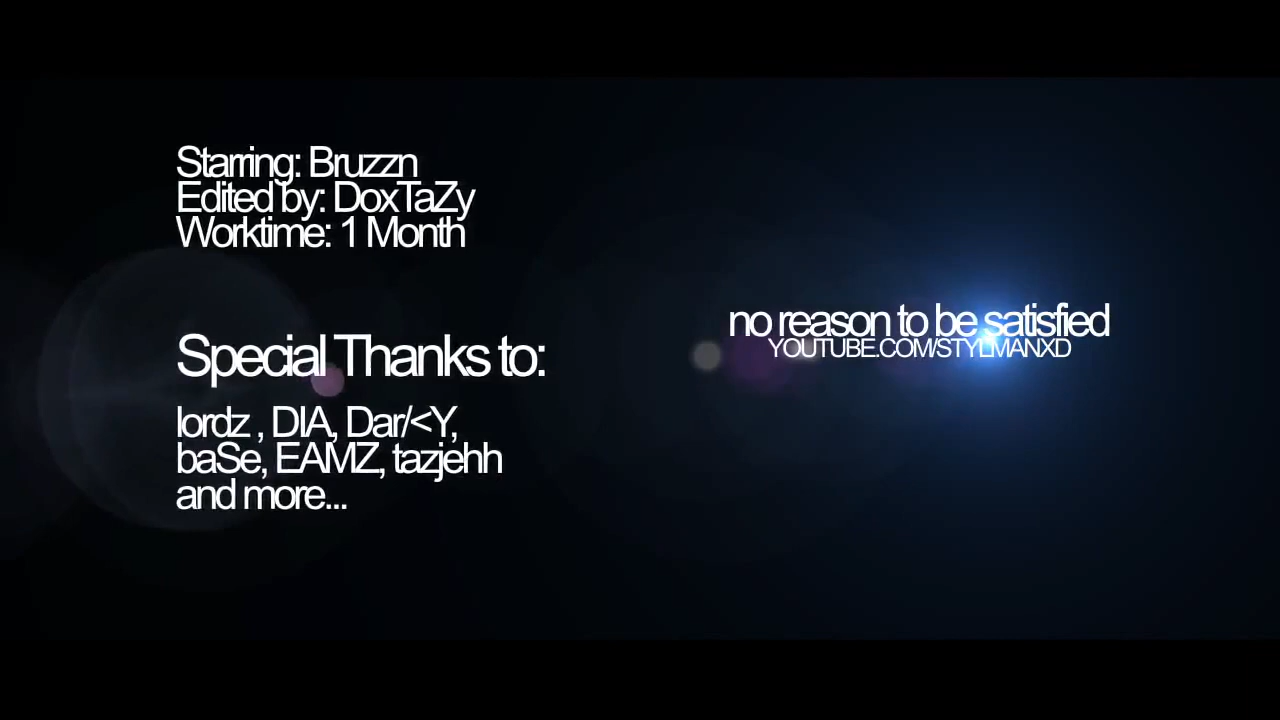 Starring: Bruzzn
Edited by: DoxTaZy
Worktime: 1 Month
Special Thanks to:
lordz , DIA, Dar/<Y,
baSe, EAMZ, tazjehh
and more...
no reason to be satisfied
YOUTUBE.COM/STYLMANXD